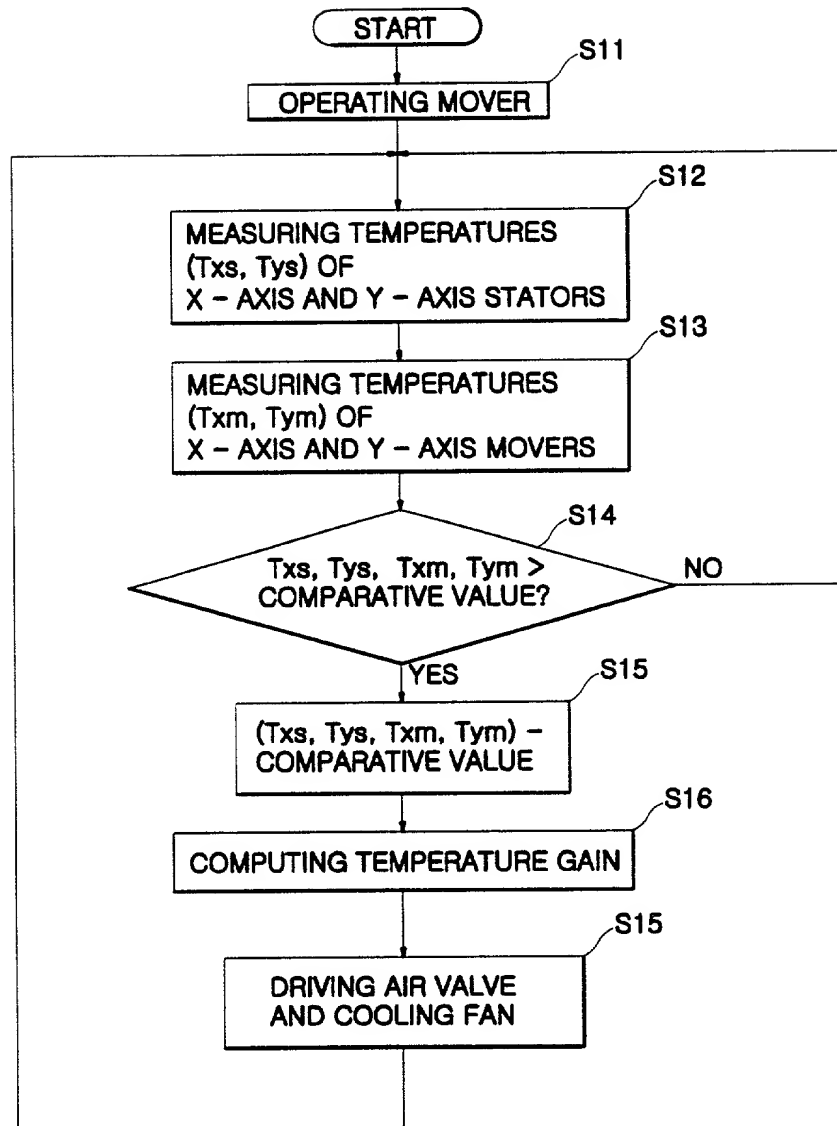 START
S11
OPERATING MOVER
S12
MEASURING TEMPERATURES
(Txs, Tys) OF
X - AXIS AND Y - AXIS STATORS
S13
MEASURING TEMPERATURES
(Txm, Tym) OF
X - AXIS AND Y - AXIS MOVERS
S14
Txs, Tys, Txm, Tym >
COMPARATIVE VALUE?
NO
YES
S15
(Txs, Tys, Txm, Tym) -
COMPARATIVE VALUE
S16
COMPUTING TEMPERATURE GAIN
S15
DRIVING AIR VALVE
AND COOLING FAN